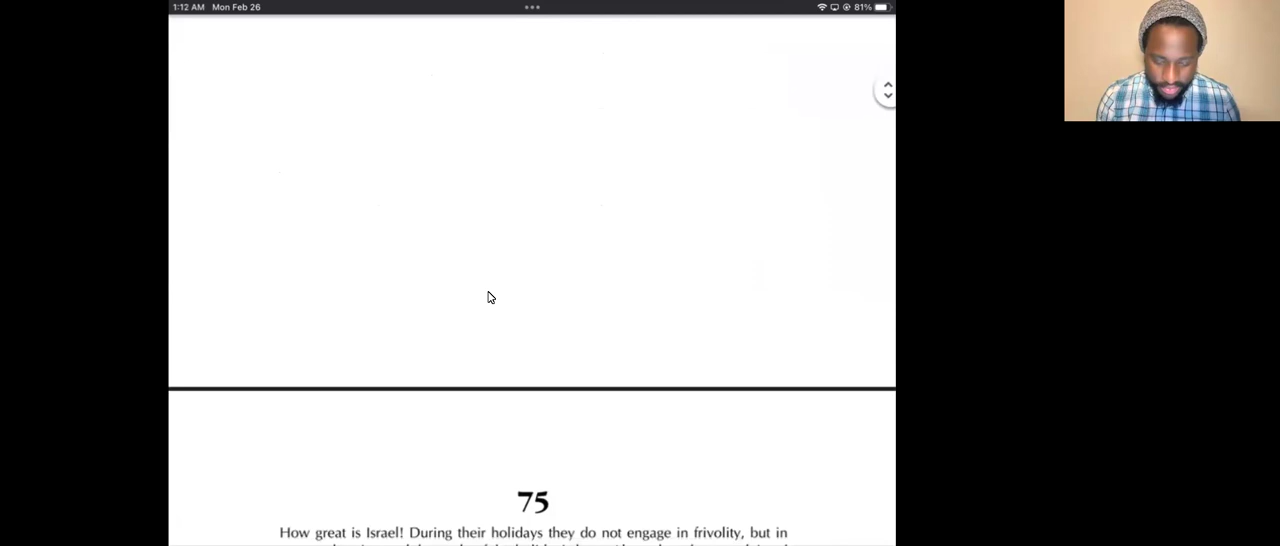 1:12 AM Mon Feb 26
81%
75
How great is Israel! During their holidays they do not engage in frivolity, but in